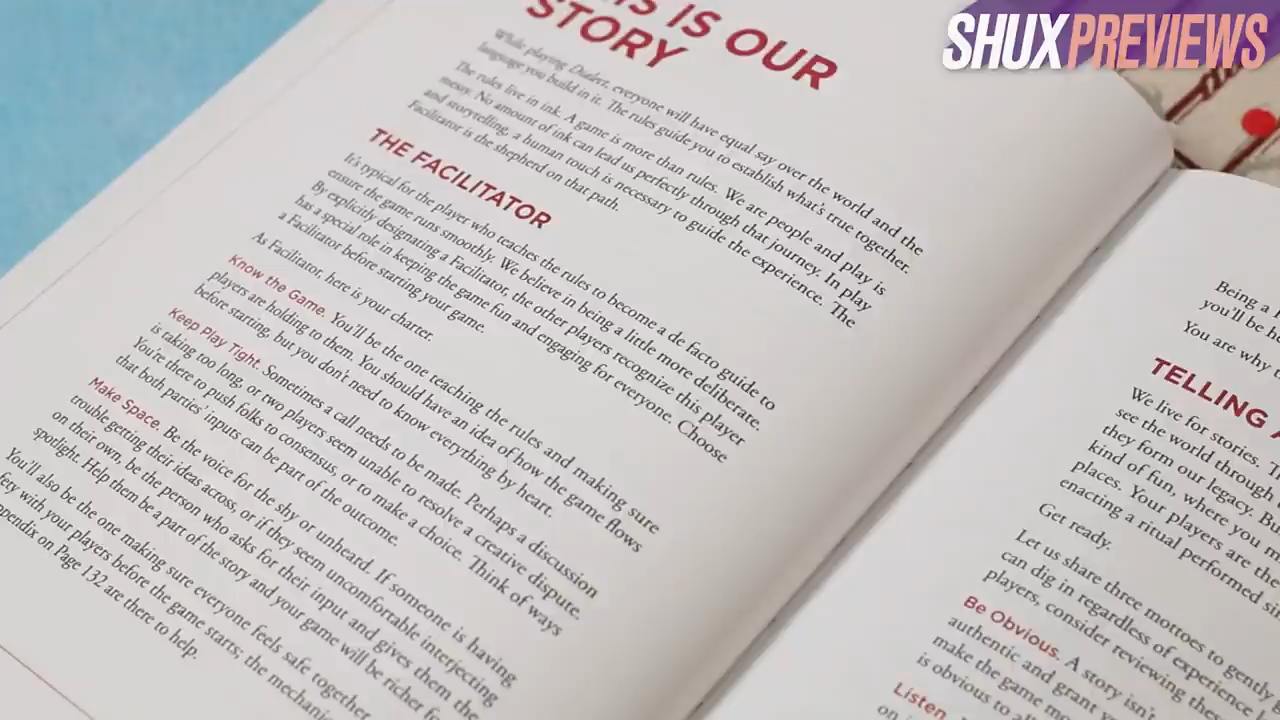 SHUX PREVIEWS
THIS IS OUR
STORY
While playing Dialect, everyone will have equal say over the world and the
language you build in it. The rules guide you to establish what's true together.
The rules live in ink. A game is more than rules. We are people and play is
messy. No amount of ink can lead us perfectly through that journey. In play
and storytelling, a human touch is necessary to guide the experience. The
Facilitator is the shepherd on that path.
THE FACILITATOR
It's typical for the player who teaches the rules to become a de facto guide to
ensure the game runs smoothly. We believe in being a little more deliberate.
By explicitly designating a Facilitator, the other players recognize this player
has a special role in keeping the game fun and engaging for everyone. Choose
a Facilitator before starting your game.
As Facilitator, here is your charter.
Know the Game. You'll be the one teaching the rules and making sure
players are holding to them. You should have an idea of how the game flows
before starting, but you don't need to know everything by heart.
Keep Play Tight. Sometimes a call needs to be made. Perhaps a discussion
is taking too long, or two players seem unable to resolve a creative dispute.
You're there to push folks to consensus, or to make a choice. Think of ways
that both parties' inputs can be part of the outcome.
Make Space. Be the voice for the shy or unheard. If someone is having
trouble getting their ideas across, or if they seem uncomfortable interjecting
on their own, be the person who asks for their input and gives them the
spotlight. Help them be a part of the story and your game will be richer f
You'll also be the one making sure everyone feels safe together
fety with your players before the game starts; the mechani
ppendix on Page 132 are there to help.
Being a
you'll be h
You are why t
TELLING
We live for stories. T
see the world through
they form our legacy. Bu
kind of fun, where you m
places. Your players are the
enacting a ritual performed si
Get ready.
Let us share three mottoes to gently g
can dig in regardless of experience l
players, consider reviewing the
Be Obvious. A story isn't
authentic and grant y
make the game mo
is obvious to al
Listen
on i